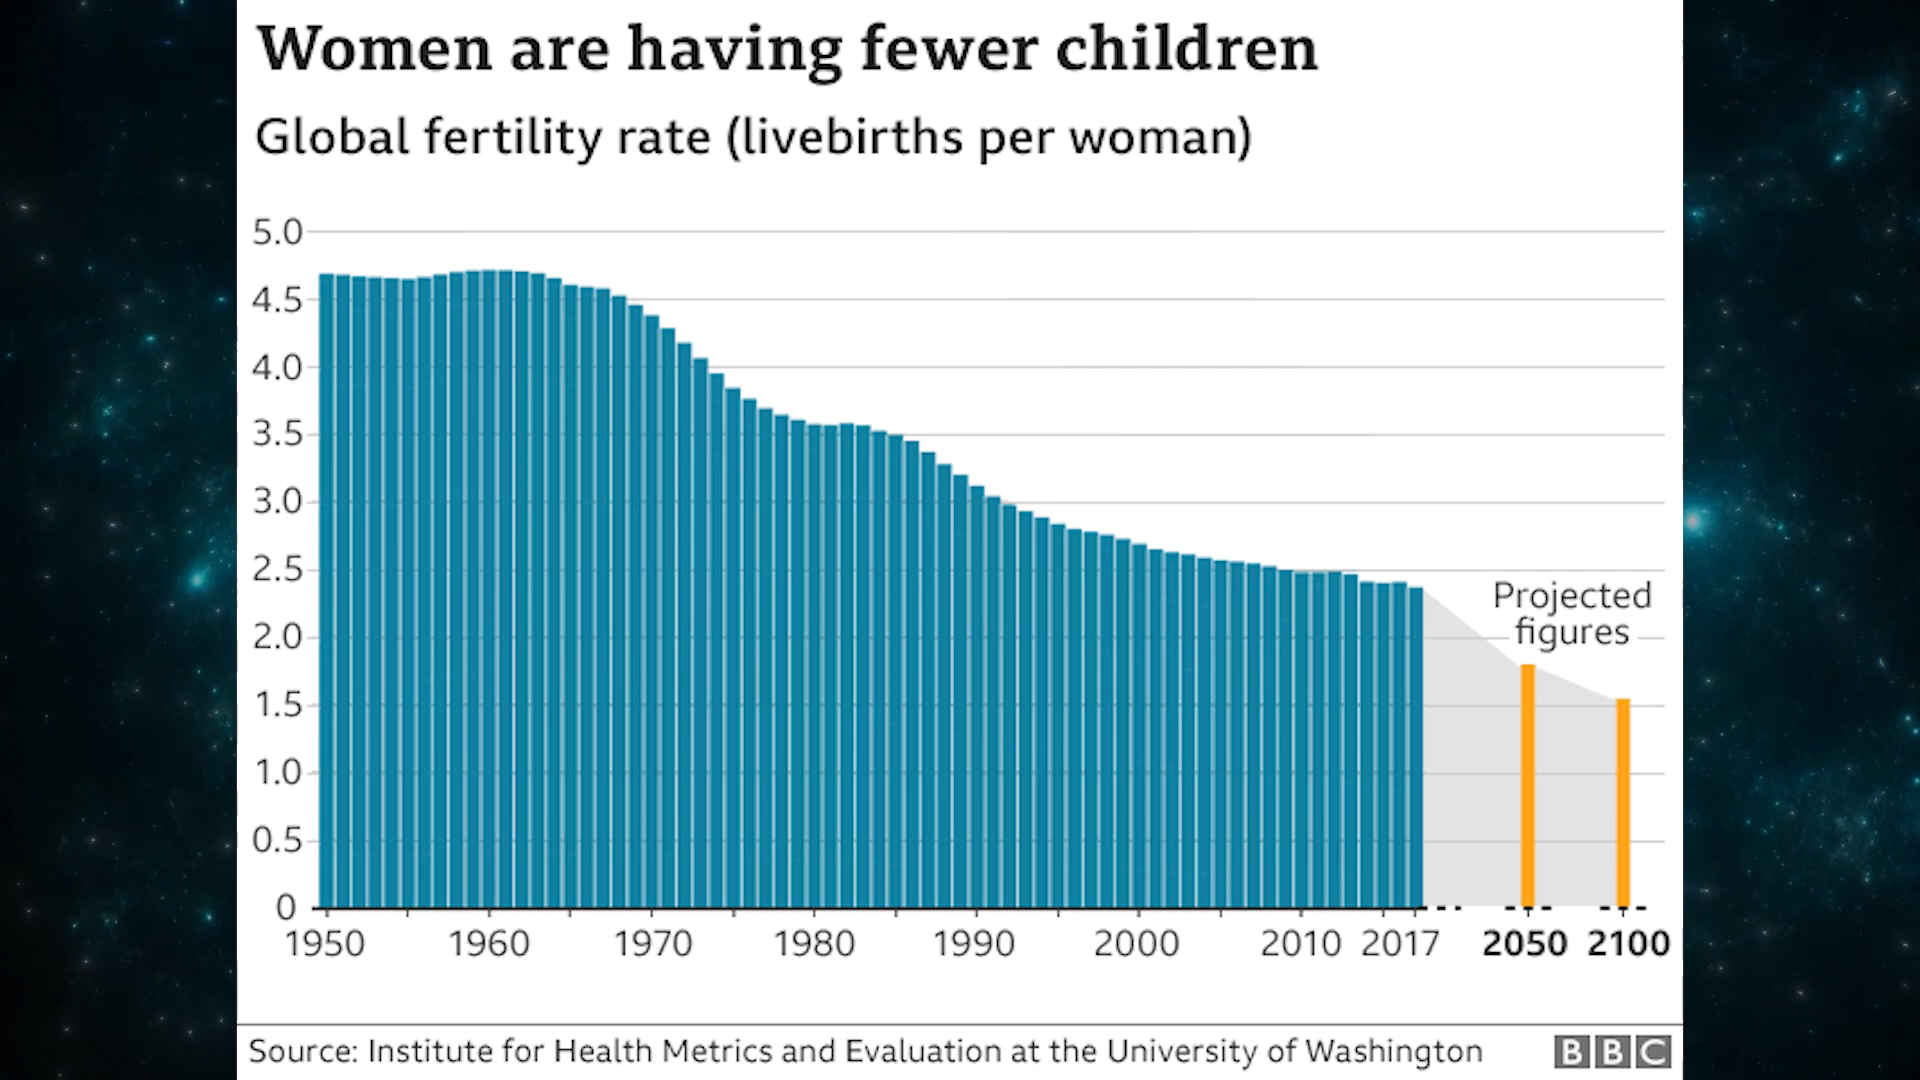 Women are having fewer children
Global fertility rate (livebirths per woman)
5.0
4.5
4.0
3.5
3.0
2.5
2.0
1.5
1.0
0.5
0
Projected
figures
1950 1960 1970 1980 1990 2000 2010 2017 2050 2100
Source: Institute for Health Metrics and Evaluation at the University of Washington
BBC